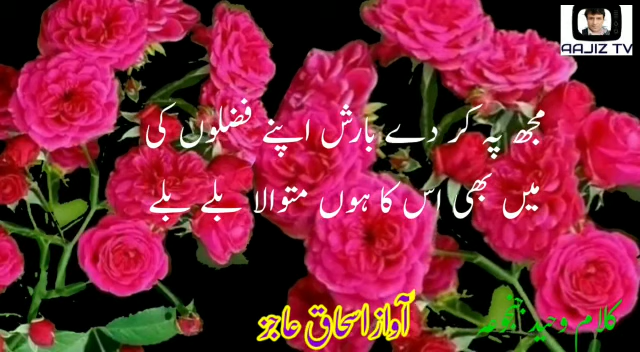 AAJIZ TV
مجھ پہ کر دے بارش اپنے فضلوں کی
میں بھی اس کا ہوں متوالا بلے بلے
کلام وحید جنجوعہ
آواز اسحاق عاجز